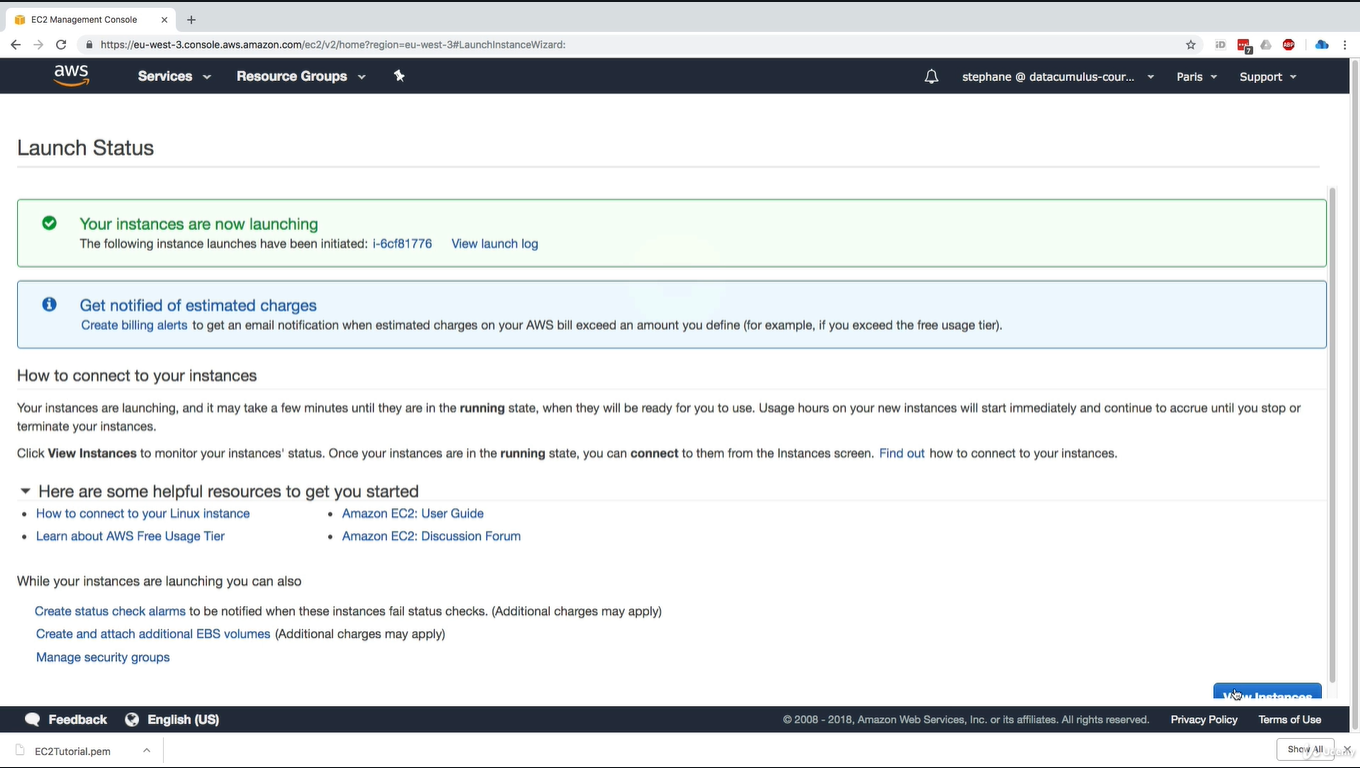 EC2 Management Console
https://eu-west-3.console.aws.amazon.com/ec2/v2/home?region=eu-west-3#LaunchInstanceWizard:
iD
7
ABP
aws Services Resource Groups stephane @ datacumulus-cour... Paris Support
Launch Status
Your instances are now launching
The following instance launches have been initiated: i-6cf81776 View launch log
Get notified of estimated charges
Create billing alerts to get an email notification when estimated charges on your AWS bill exceed an amount you define (for example, if you exceed the free usage tier).
How to connect to your instances
Your instances are launching, and it may take a few minutes until they are in the running state, when they will be ready for you to use. Usage hours on your new instances will start immediately and continue to accrue until you stop or
terminate your instances.
Click View Instances to monitor your instances' status. Once your instances are in the running state, you can connect to them from the Instances screen. Find out how to connect to your instances.
Here are some helpful resources to get you started
• How to connect to your Linux instance • Amazon EC2: User Guide
• Learn about AWS Free Usage Tier • Amazon EC2: Discussion Forum
While your instances are launching you can also
Create status check alarms to be notified when these instances fail status checks. (Additional charges may apply)
Create and attach additional EBS volumes (Additional charges may apply)
Manage security groups
View Instances
Feedback English (US) © 2008 - 2018, Amazon Web Services, Inc. or its affiliates. All rights reserved. Privacy Policy Terms of Use
EC2Tutorial.pem Show All
Udemy